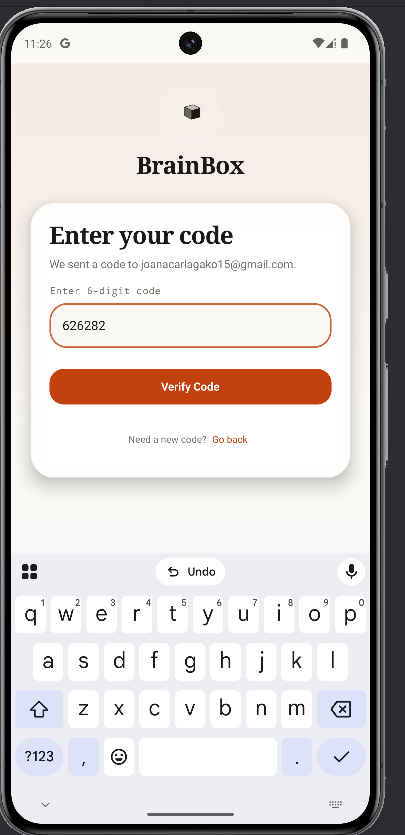 11:26 G
BrainBox
Enter your code
We sent a code to joanacarlagako15@gmail.com.
Enter 6-digit code
626282
Verify Code
Need a new code? Go back
Undo
q1 w2 e3 r4 t5 y6 u7 i8 o9 p0
a s d f g h j k l
z x c v b n m
?123 , .